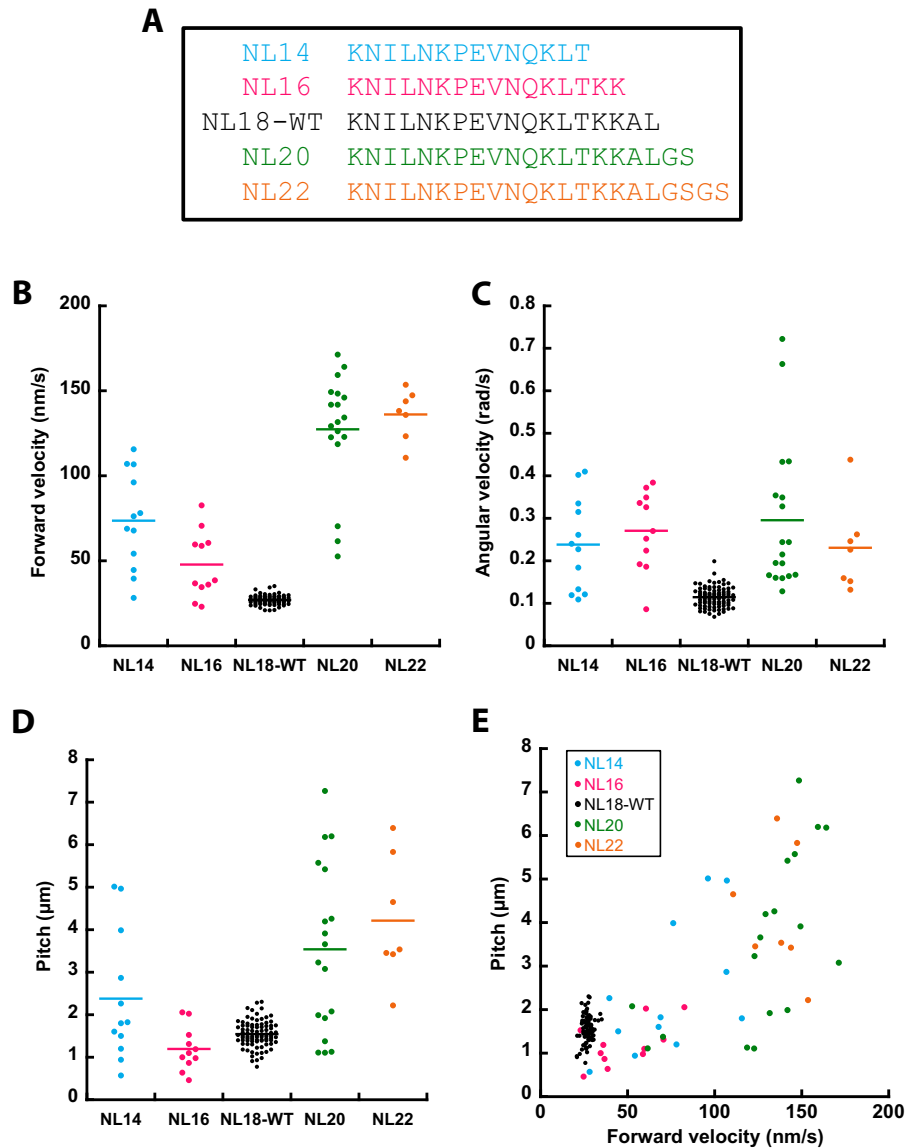 A
NL14 KNILNKPEVNQKLT
NL16 KNILNKPEVNQKLTKK
NL18-WT KNILNKPEVNQKLTKKAL
NL20 KNILNKPEVNQKLTKKALGS
NL22 KNILNKPEVNQKLTKKALGSGS
B
Forward velocity (nm/s)
200
150
100
50
0
NL14 NL16 NL18-WT NL20 NL22
C
Angular velocity (rad/s)
0.8
0.7
0.6
0.5
0.4
0.3
0.2
0.1
0
NL14 NL16 NL18-WT NL20 NL22
D
Pitch (µm)
8
7
6
5
4
3
2
1
0
NL14 NL16 NL18-WT NL20 NL22
E
Pitch (µm)
8
7
6
5
4
3
2
1
0
NL14
NL16
NL18-WT
NL20
NL22
0 50 100 150 200
Forward velocity (nm/s)